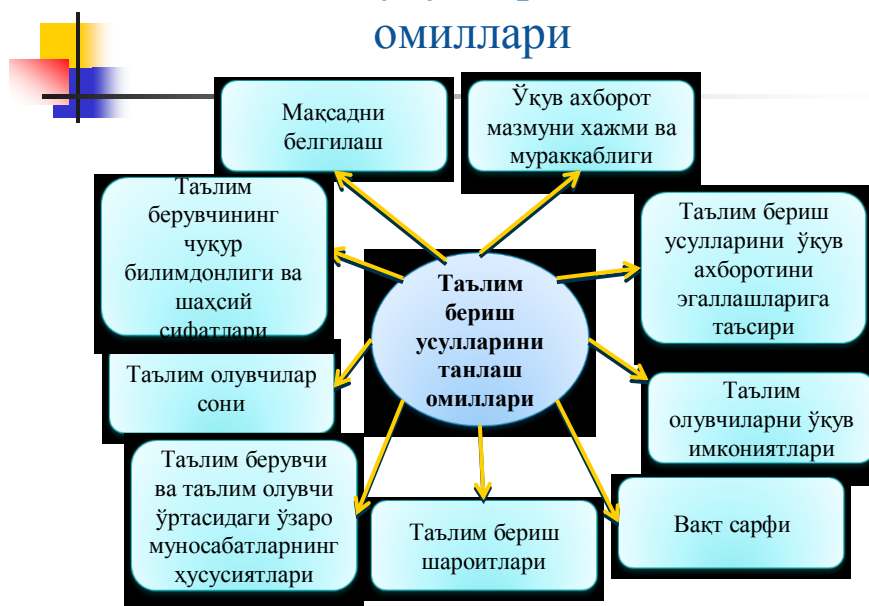 омиллари
Мақсадни
белгилаш
Ўқув ахборот
мазмуни хажми ва
мураккаблиги
Таълим
берувчининг
чуқур
билимдонлиги ва
шаҳсий
сифатлари
Таълим бериш
усулларини ўқув
ахборотини
эгаллашларига
таъсири
Таълим
бериш
усулларини
танлаш
омиллари
Таълим олувчилар
сони
Таълим
олувчиларни ўқув
имкониятлари
Таълим берувчи
ва таълим олувчи
ўртасидаги ўзаро
муносабатларнинг
ҳусусиятлари
Таълим бериш
шароитлари
Вақт сарфи